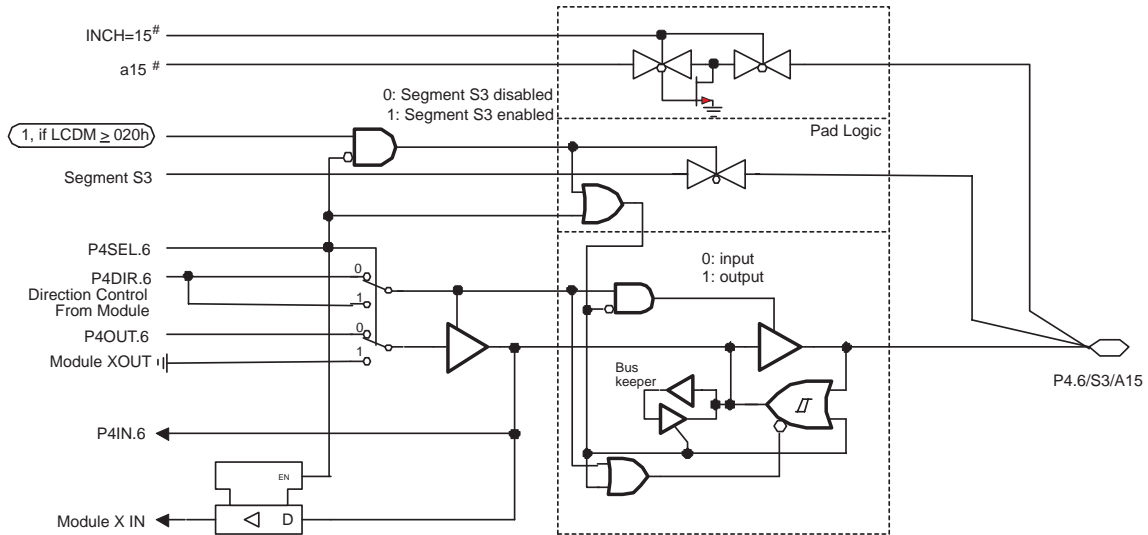 INCH=15#
a15 #
0: Segment S3 disabled
1: Segment S3 enabled
1, if LCDM ≥ 020h
Pad Logic
Segment S3
P4SEL.6
0: input
1: output
P4DIR.6
0
Direction Control
From Module
1
P4OUT.6
0
Module XOUT
1
Bus
keeper
P4.6/S3/A15
P4IN.6
EN
Module X IN
D